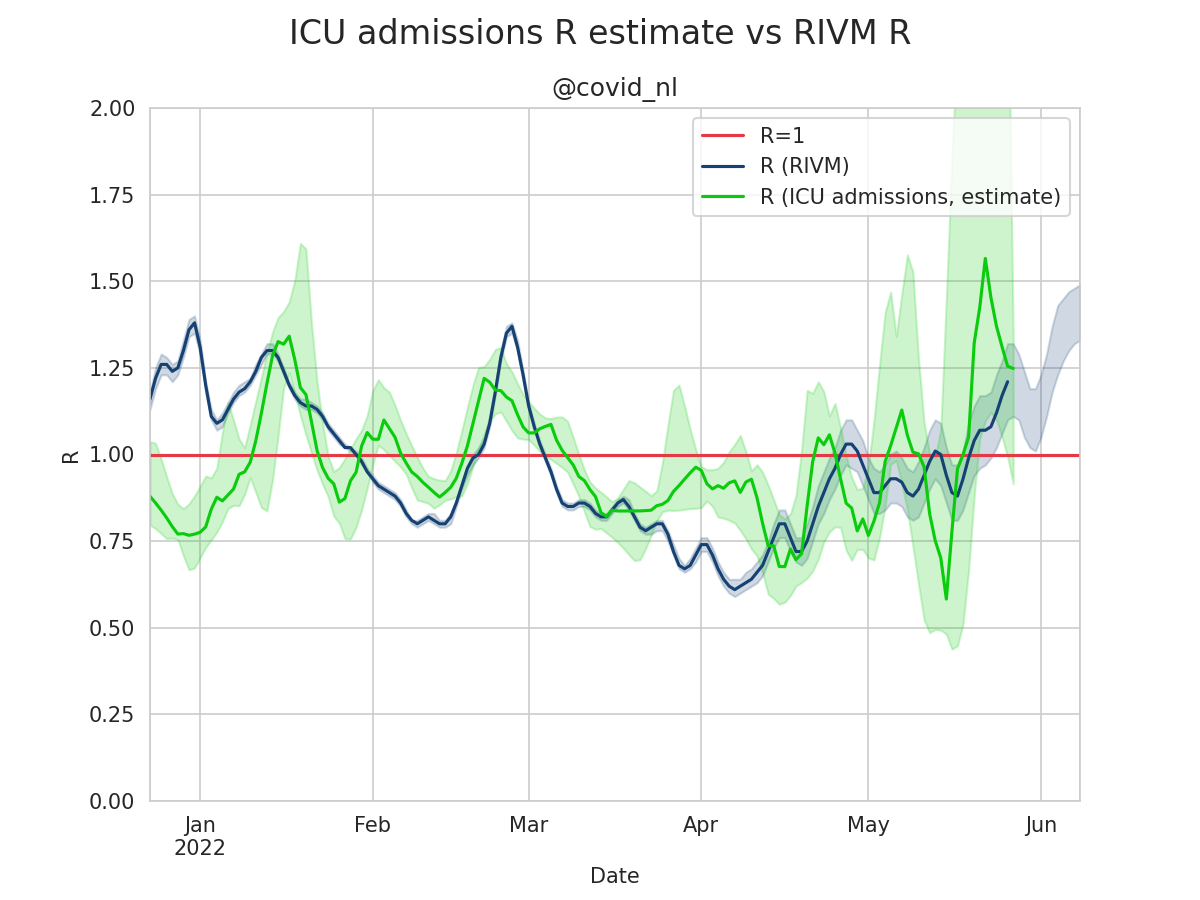 ICU admissions R estimate vs RIVM R
@covid_nl
R=1
R (RIVM)
R (ICU admissions, estimate)
2.00
1.75
1.50
1.25
1.00
0.75
0.50
0.25
0.00
R
Jan Feb Mar Apr May Jun
2022
Date